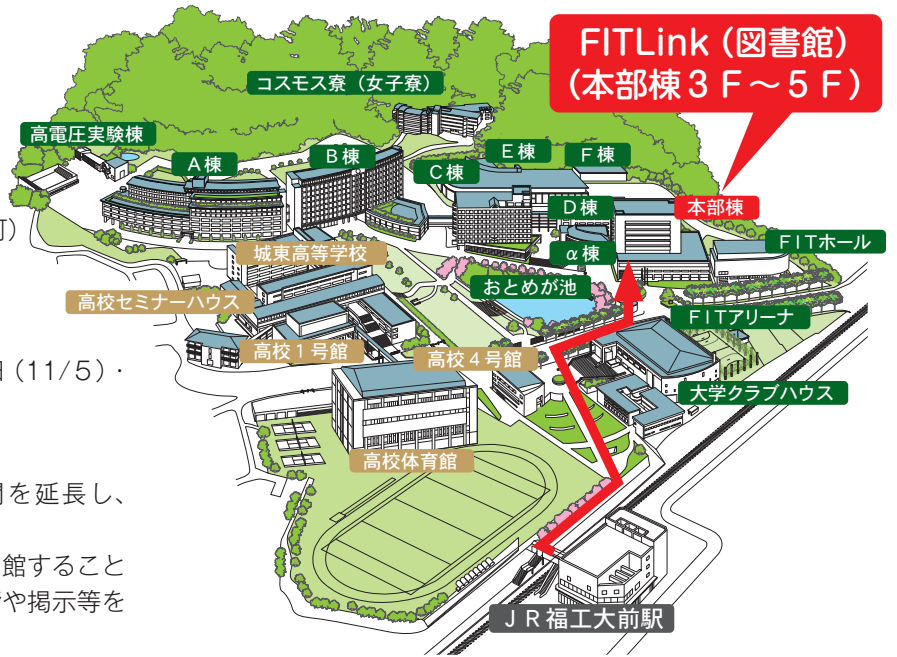 FITLink（図書館）
（本部棟３Ｆ～５Ｆ）
コスモス寮（女子寮）
高電圧実験棟
Ａ棟
Ｂ棟
Ｃ棟
Ｅ棟
Ｆ棟
Ｄ棟
本部棟
α棟
ＦＩＴホール
城東高等学校
おとめが池
高校セミナーハウス
ＦＩＴアリーナ
高校１号館
高校４号館
大学クラブハウス
高校体育館
ＪＲ福工大前駅
）
（11/５）・
を延長し、
館すること
や掲示等を